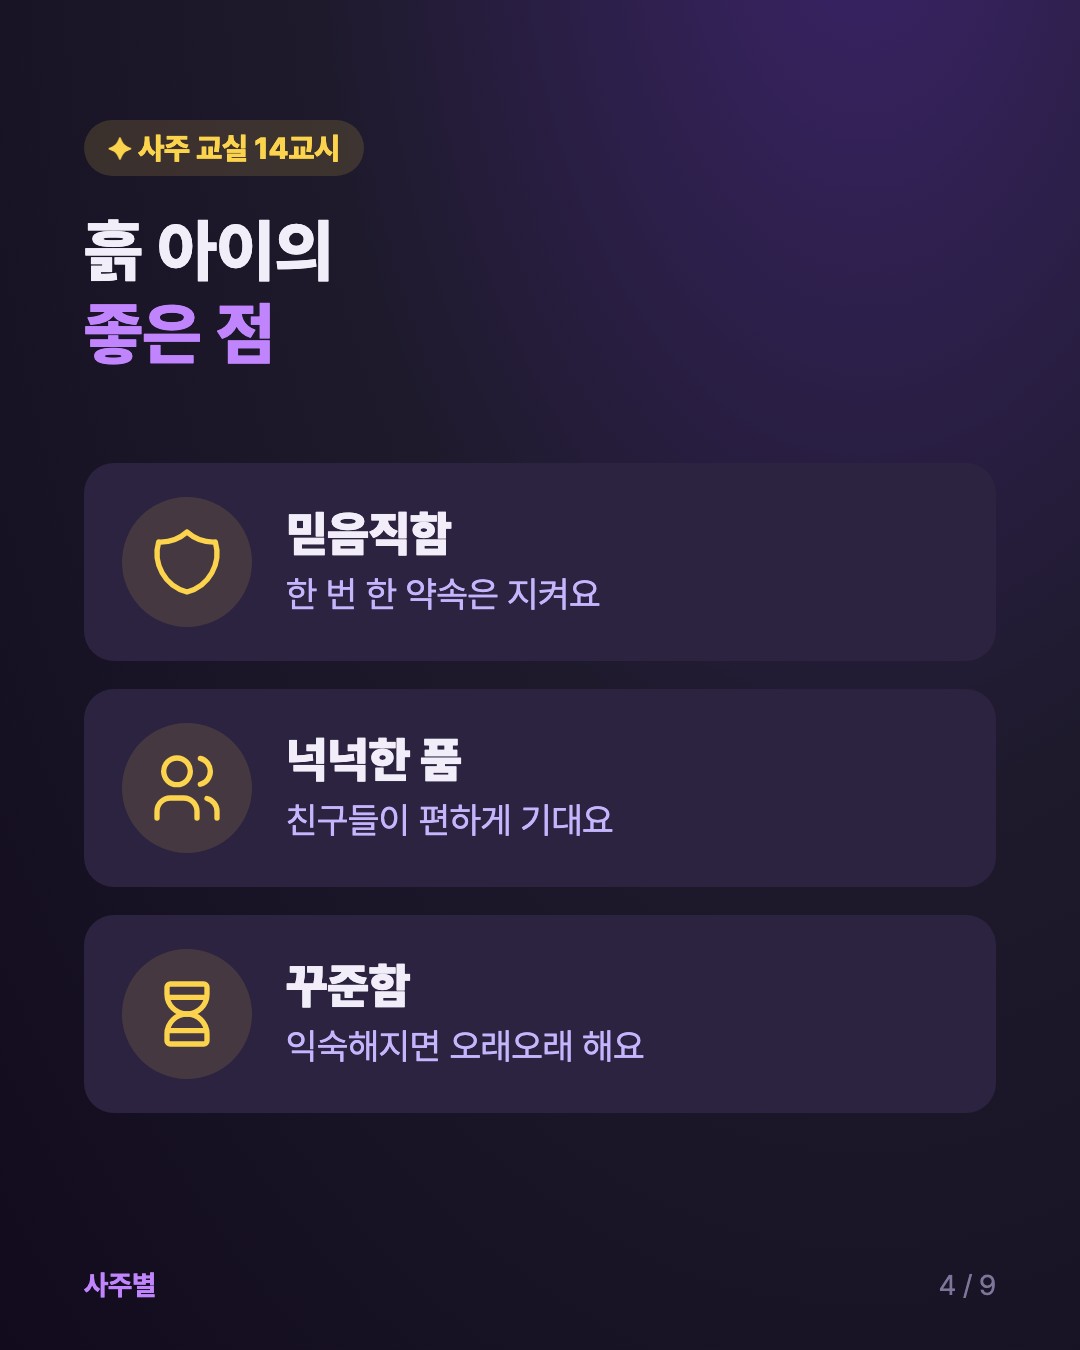 ✦ 사주 교실 14교시
흙 아이의
좋은 점
믿음직함
한 번 한 약속은 지켜요
넉넉한 품
친구들이 편하게 기대요
꾸준함
익숙해지면 오래오래 해요
사주별
4 / 9